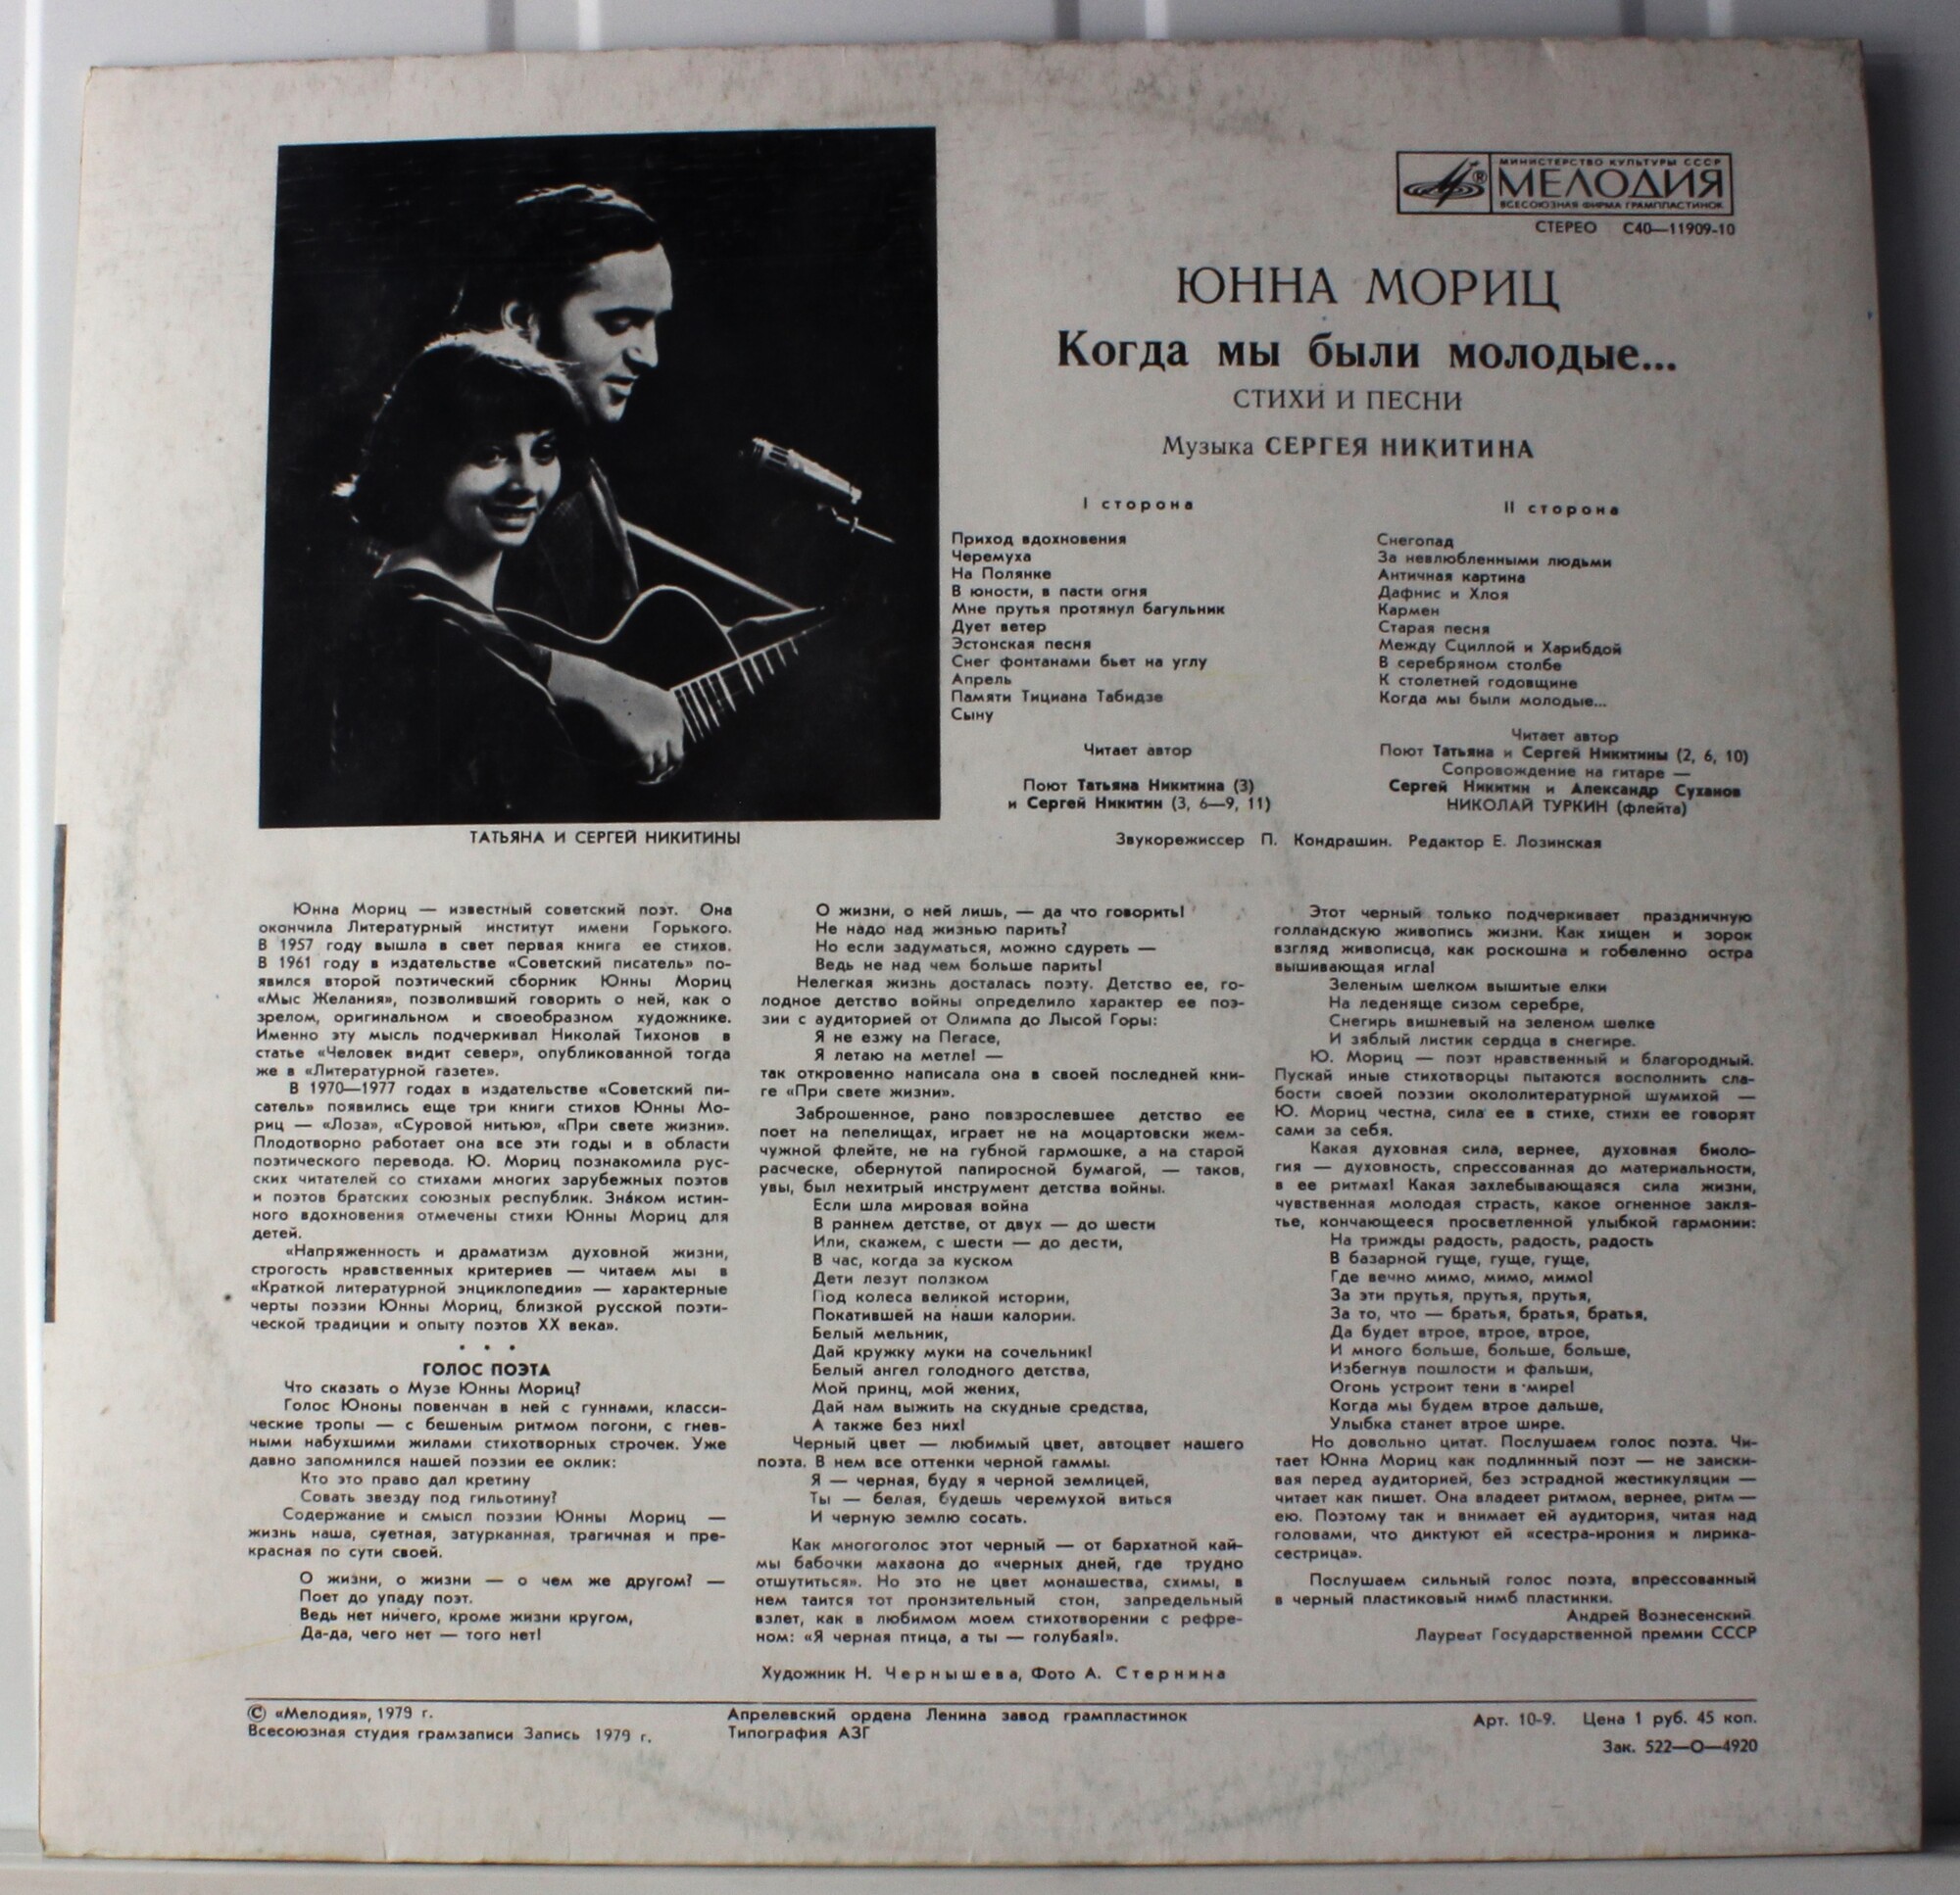 МИНИСТЕРСТВО КУЛЬТУРЫ СССР
МЕЛОДИЯ
ВСЕСОЮЗНАЯ ФИРМА ГРАМПЛАСТИНОК
СТЕРЕО С40—11909-10
ЮННА МОРИЦ
Когда мы были молодые...
СТИХИ И ПЕСНИ
Музыка СЕРГЕЯ НИКИТИНА
I сторона
Приход вдохновения
Черемуха
На Полянке
В юности, в пасти огня
Мне прутья протянул багульник
Дует ветер
Эстонская песня
Снег фонтанами бьет на углу
Апрель
Памяти Тициана Табидзе
Сыну
Читает автор
Поют Татьяна Никитина (3)
и Сергей Никитин (3, 6—9, 11)
II сторона
Снегопад
За невлюбленными людьми
Античная картина
Дафнис и Хлоя
Кармен
Старая песня
Между Сциллой и Харибдой
В серебряном столбе
К столетней годовщине
Когда мы были молодые...
Читает автор
Поют Татьяна и Сергей Никитины (2, 6, 10)
Сопровождение на гитаре —
Сергей Никитин и Александр Суханов
НИКОЛАЙ ТУРКИН (флейта)
Звукорежиссер П. Кондрашин. Редактор Е. Лозинская
ТАТЬЯНА И СЕРГЕЙ НИКИТИНЫ
Юнна Мориц — известный советский поэт. Она
окончила Литературный институт имени Горького.
В 1957 году вышла в свет первая книга ее стихов.
В 1961 году в издательстве «Советский писатель» по-
явился второй поэтический сборник Юнны Мориц
«Мыс Желания», позволивший говорить о ней, как о
зрелом, оригинальном и своеобразном художнике.
Именно эту мысль подчеркивал Николай Тихонов в
статье «Человек видит север», опубликованной тогда
же в «Литературной газете».
В 1970—1977 годах в издательстве «Советский пи-
сатель» появились еще три книги стихов Юнны Мо-
риц — «Лоза», «Суровой нитью», «При свете жизни».
Плодотворно работает она все эти годы и в области
поэтического перевода. Ю. Мориц познакомила рус-
ских читателей со стихами многих зарубежных поэтов
и поэтов братских союзных республик. Знаком истин-
ного вдохновения отмечены стихи Юнны Мориц для
детей.
«Напряженность и драматизм духовной жизни,
строгость нравственных критериев — читаем мы в
«Краткой литературной энциклопедии» — характерные
черты поэзии Юнны Мориц, близкой русской поэти-
ческой традиции и опыту поэтов XX века».
• • •
ГОЛОС ПОЭТА
Что сказать о Музе Юнны Мориц?
Голос Юноны повенчан в ней с гуннами, класси-
ческие тропы — с бешеным ритмом погони, с гнев-
ными набухшими жилами стихотворных строчек. Уже
давно запомнился нашей поэзии ее оклик:
Кто это право дал кретину
Совать звезду под гильотину?
Содержание и смысл поэзии Юнны Мориц —
жизнь наша, суетная, затурканная, трагичная и пре-
красная по сути своей.
О жизни, о жизни — о чем же другом? —
Поет до упаду поэт.
Ведь нет ничего, кроме жизни кругом,
Да-да, чего нет — того нет!
О жизни, о ней лишь, — да что говорить!
Не надо над жизнью парить?
Но если задуматься, можно сдуреть —
Ведь не над чем больше парить!
Нелегкая жизнь досталась поэту. Детство ее, го-
лодное детство войны определило характер ее поэ-
зии с аудиторией от Олимпа до Лысой Горы:
Я не езжу на Пегасе,
Я летаю на метле! —
так откровенно написала она в своей последней кни-
ге «При свете жизни».
Заброшенное, рано повзрослевшее детство ее
поет на пепелищах, играет не на моцартовски жем-
чужной флейте, не на губной гармошке, а на старой
расческе, обернутой папиросной бумагой, — таков,
увы, был нехитрый инструмент детства войны.
Если шла мировая война
В раннем детстве, от двух — до шести
Или, скажем, с шести — до дести,
В час, когда за куском
Дети лезут ползком
Под колеса великой истории,
Покатившей на наши калории.
Белый мельник,
Дай кружку муки на сочельник!
Белый ангел голодного детства,
Мой принц, мой жених,
Дай нам выжить на скудные средства,
А также без них!
Черный цвет — любимый цвет, автоцвет нашего
поэта. В нем все оттенки черной гаммы.
Я — черная, буду я черной землицей,
Ты — белая, будешь черемухой виться
И черную землю сосать.
Как многоголос этот черный — от бархатной кай-
мы бабочки махаона до «черных дней, где трудно
отшутиться». Но это не цвет монашества, схимы, в
нем таится тот пронзительный стон, запредельный
взлет, как в любимом моем стихотворении с рефре-
ном: «Я черная птица, а ты — голубая!».
Этот черный только подчеркивает праздничную
голландскую живопись жизни. Как хищен и зорок
взгляд живописца, как роскошна и гобеленно остра
вышивающая игла!
Зеленым шелком вышитые елки
На леденяще сизом серебре,
Снегирь вишневый на зеленом шелке
И зяблый листик сердца в снегире.
Ю. Мориц — поэт нравственный и благородный.
Пускай иные стихотворцы пытаются восполнить сла-
бости своей поэзии окололитературной шумихой —
Ю. Мориц честна, сила ее в стихе, стихи ее говорят
сами за себя.
Какая духовная сила, вернее, духовная биоло-
гия — духовность, спрессованная до материальности,
в ее ритмах! Какая захлебывающаяся сила жизни,
чувственная молодая страсть, какое огненное закля-
тье, кончающееся просветленной улыбкой гармонии:
На трижды радость, радость, радость
В базарной гуще, гуще, гуще,
Где вечно мимо, мимо, мимо!
За эти прутья, прутья, прутья,
За то, что — братья, братья, братья,
Да будет втрое, втрое, втрое,
И много больше, больше, больше,
Избегнув пошлости и фальши,
Огонь устроит тени в мире!
Когда мы будем втрое дальше,
Улыбка станет втрое шире.
Но довольно цитат. Послушаем голос поэта. Чи-
тает Юнна Мориц как подлинный поэт — не заиски-
вая перед аудиторией, без эстрадной жестикуляции —
читает как пишет. Она владеет ритмом, вернее, ритм —
ею. Поэтому так и внимает ей аудитория, читая над
головами, что диктуют ей «сестра-ирония и лирика-
сестрица».
Послушаем сильный голос поэта, впрессованный
в черный пластиковый нимб пластинки.
Андрей Вознесенский
Лауреат Государственной премии СССР
Художник Н. Чернышева, Фото А. Стернина
© «Мелодия», 1979 г.
Всесоюзная студия грамзаписи Запись 1979 г.
Апрелевский ордена Ленина завод грампластинок
Типография АЗГ
Арт. 10-9. Цена 1 руб. 45 коп.
Зак. 522—О—4920